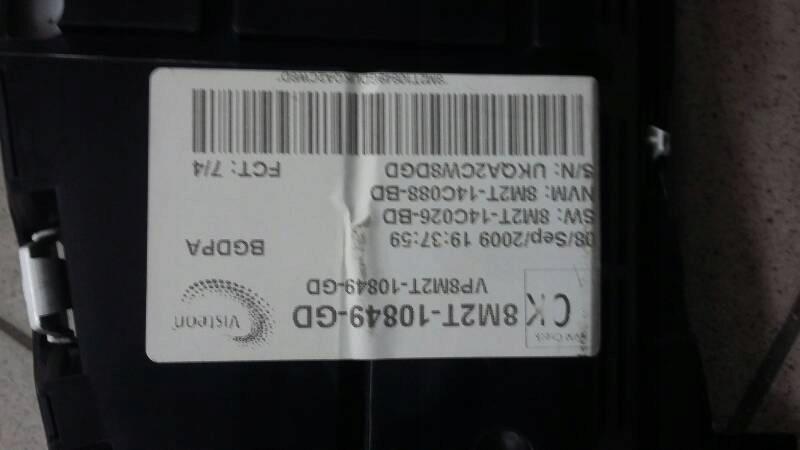 CK
8M2T-10849-GD
Visteon
VP8M2T-10849-GD
08/Sep/2009 19:37:59
BGDPA
SW: 8M2T-14C026-BD
NVM: 8M2T-14C088-BD
S/N: UKQA2CW8DGD
FCT: 7/4